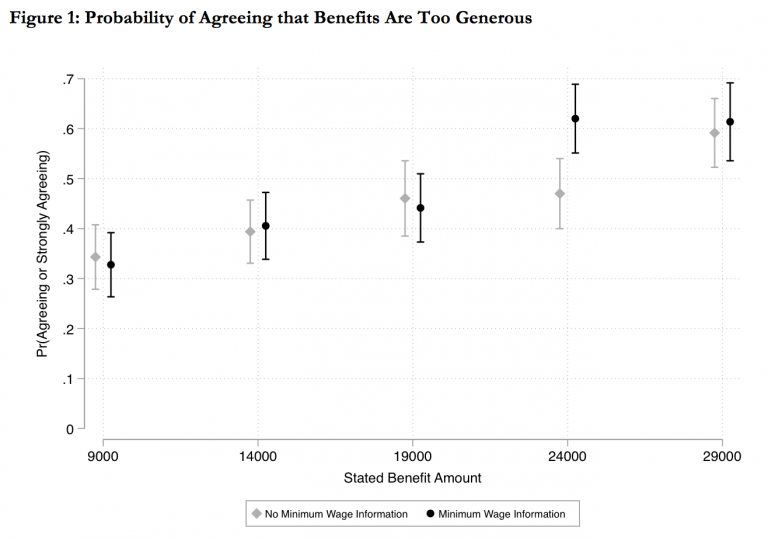 Figure 1: Probability of Agreeing that Benefits Are Too Generous
.7
.6
.5
.4
.3
.2
.1
0
Pr(Agreeing or Strongly Agreeing)
9000 14000 19000 24000 29000
Stated Benefit Amount
No Minimum Wage Information Minimum Wage Information